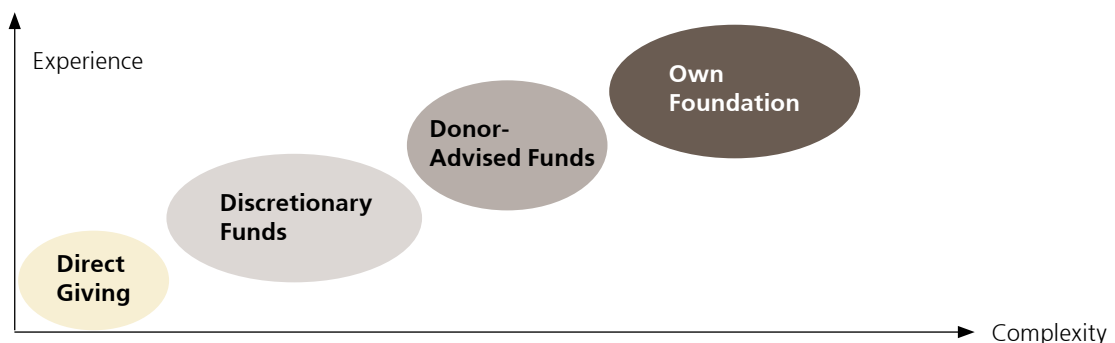 Experience
Own
Foundation
Donor-
Advised Funds
Discretionary
Funds
Direct
Giving
Complexity